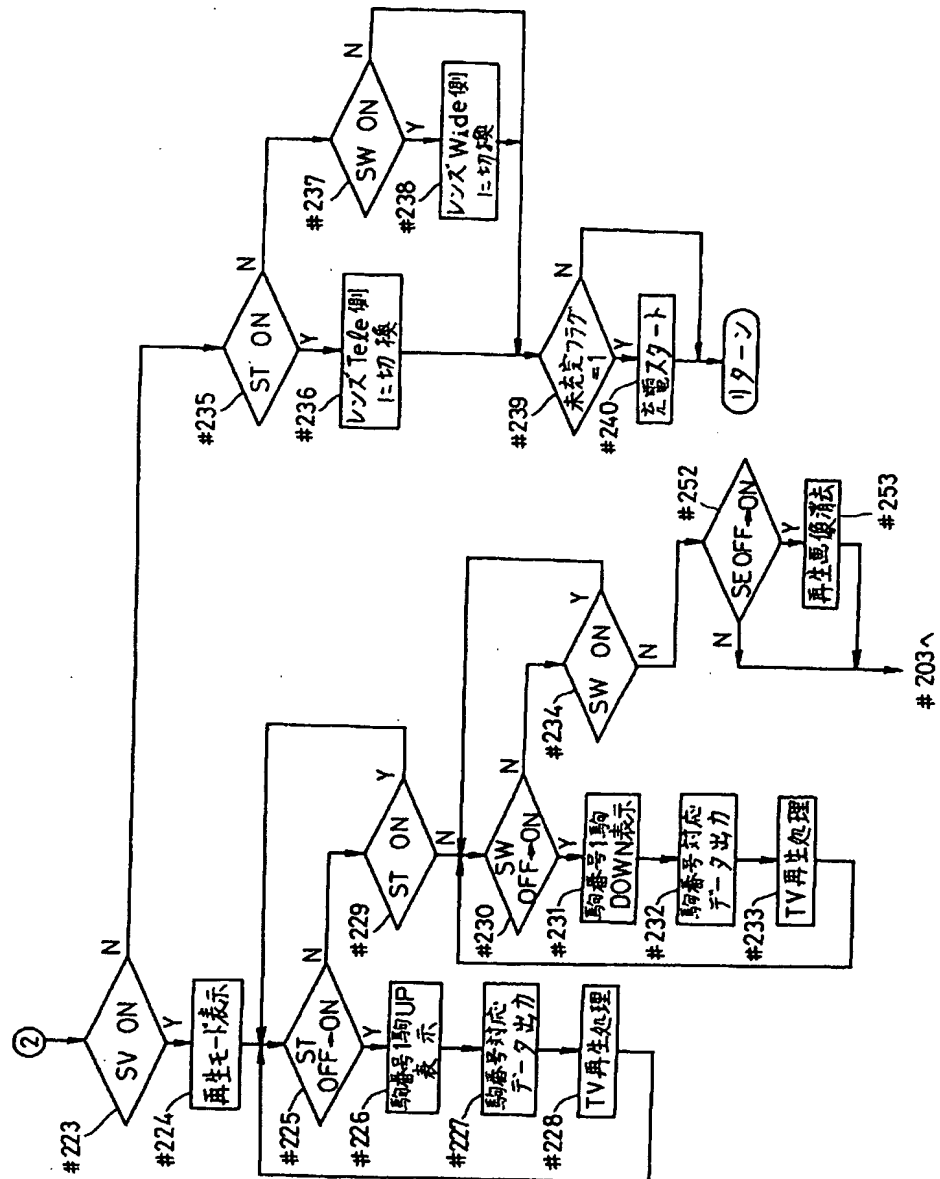 ②
#223
SV ON
N
Y
#224
再生モード表示
#225
ST
OFF→ON
N
Y
#226
駒番号1駒UP
表示
#227
駒番号対応
データ出力
#228
TV再生処理
#229
ST ON
Y
N
#230
SW
OFF→ON
N
Y
#231
駒番号1駒
DOWN表示
#232
駒番号対応
データ出力
#233
TV再生処理
#234
SW ON
Y
N
#252
SE OFF→ON
N
Y
再生画像消去
#253
#203へ
#235
ST ON
N
Y
#236
レンズTele側
に切換
#237
SW ON
N
Y
#238
レンズWide側
に切換
#239
未充完フラグ
=1
N
Y
#240
充電スタート
リターン